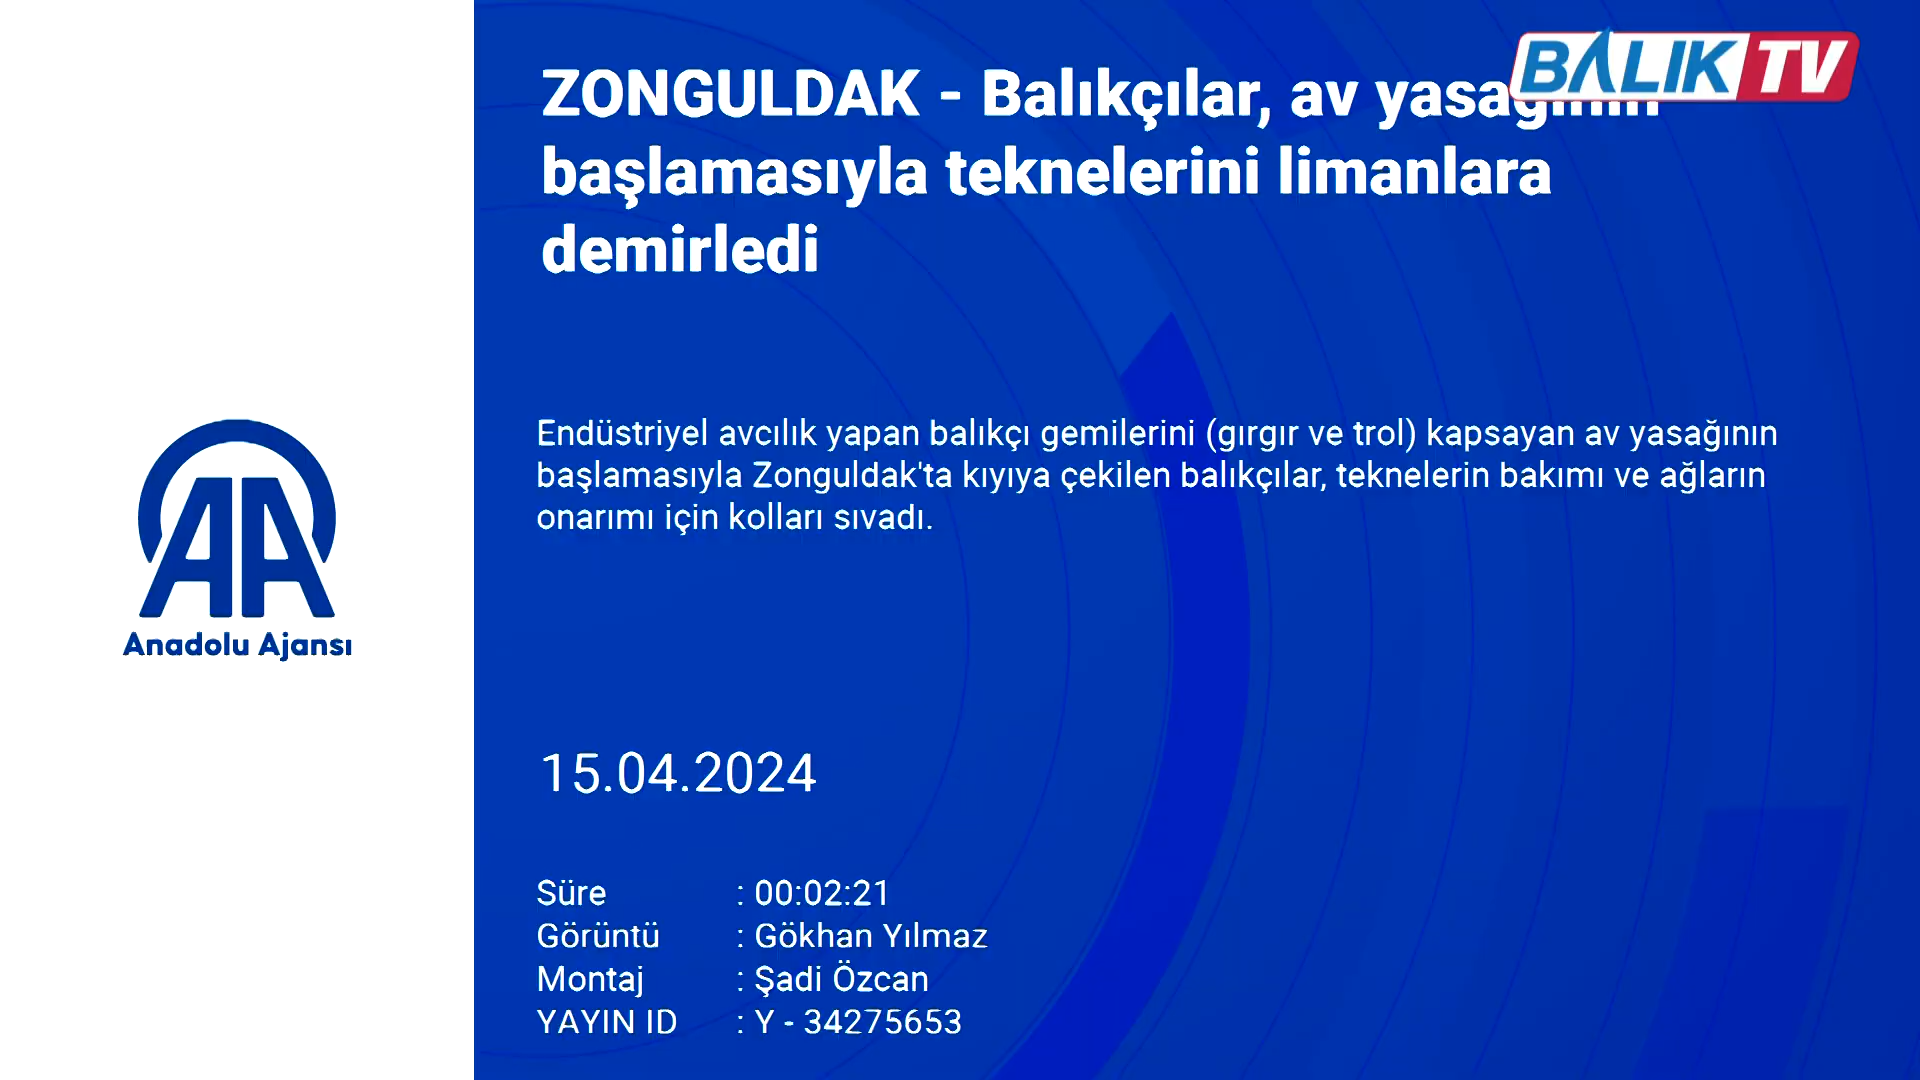 BALIK TV
ZONGULDAK - Balıkçılar, av yasağının
başlamasıyla teknelerini limanlara
demirledi
Endüstriyel avcılık yapan balıkçı gemilerini (gırgır ve trol) kapsayan av yasağının
başlamasıyla Zonguldak'ta kıyıya çekilen balıkçılar, teknelerin bakımı ve ağların
onarımı için kolları sıvadı.
AA
Anadolu Ajansı
15.04.2024
Süre : 00:02:21
Görüntü : Gökhan Yılmaz
Montaj : Şadi Özcan
YAYIN ID : Y - 34275653